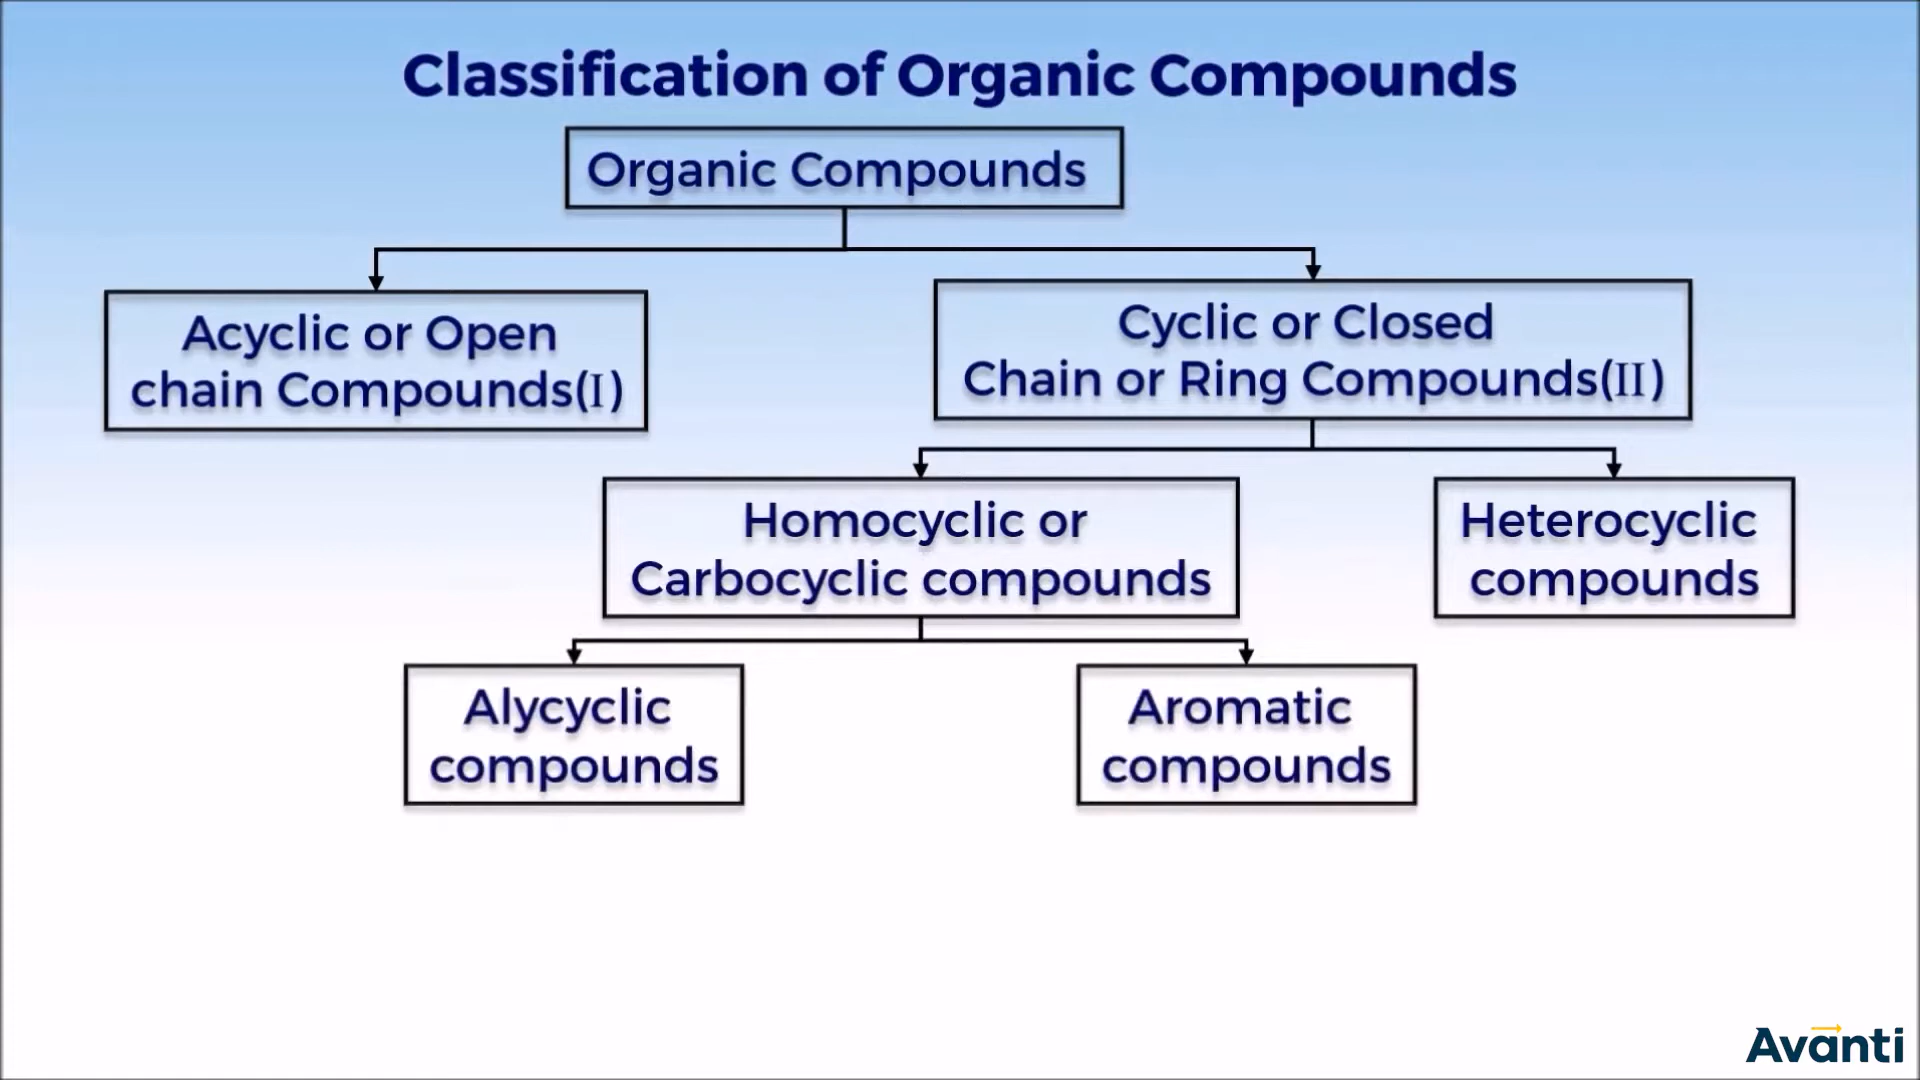 Classification of Organic Compounds
Organic Compounds
Acyclic or Open
chain Compounds(I)
Cyclic or Closed
Chain or Ring Compounds(II)
Homocyclic or
Carbocyclic compounds
Heterocyclic
compounds
Alycyclic
compounds
Aromatic
compounds
Avanti